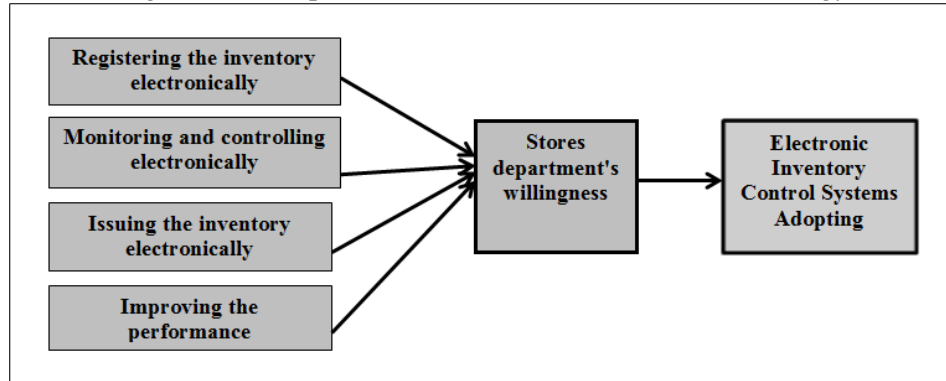 Registering the inventory
electronically
Monitoring and controlling
electronically
Issuing the inventory
electronically
Improving the
performance
Stores
department's
willingness
Electronic
Inventory
Control Systems
Adopting